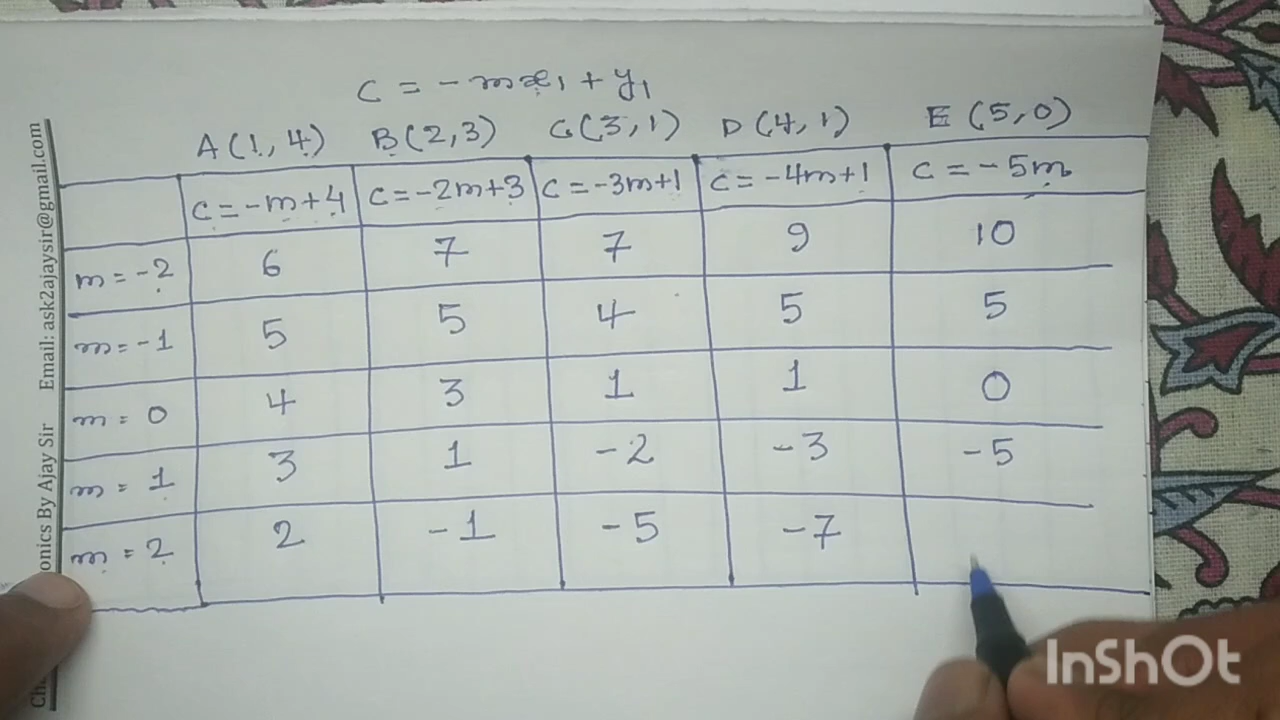 c = -mx₁ + y₁
A(1,4) B(2,3) C(3,1) D(4,1) E(5,0)
c=-m+4 c=-2m+3 c=-3m+1 c=-4m+1 c=-5m
m=-2 6 7 7 9 10
m=-1 5 5 4 5 5
m=0 4 3 1 1 0
m=1 3 1 -2 -3 -5
m=2 2 -1 -5 -7
onics By Ajay Sir Email: ask2ajaysir@gmail.com
InShOt